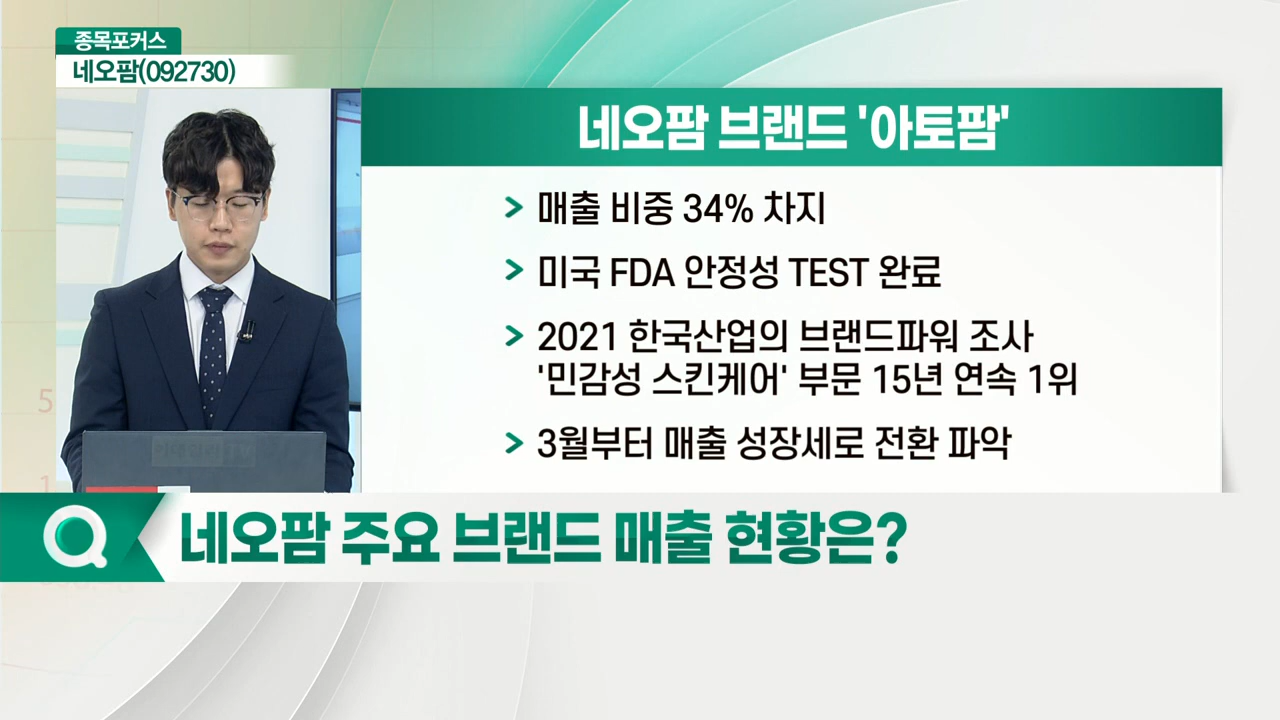 종목포커스
네오팜(092730)
네오팜 브랜드 '아토팜'
> 매출 비중 34% 차지
> 미국 FDA 안정성 TEST 완료
> 2021 한국산업의 브랜드파워 조사
'민감성 스킨케어' 부문 15년 연속 1위
> 3월부터 매출 성장세로 전환 파악
Q 네오팜 주요 브랜드 매출 현황은?